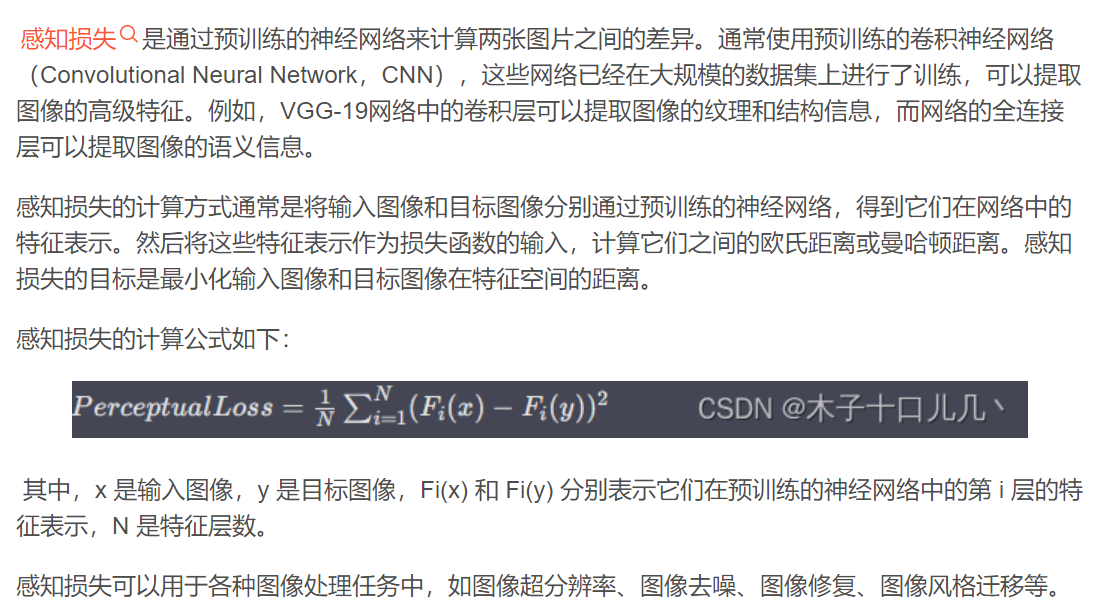 感知损失是通过预训练的神经网络来计算两张图片之间的差异。通常使用预训练的卷积神经网络
（Convolutional Neural Network，CNN），这些网络已经在大规模的数据集上进行了训练，可以提取
图像的高级特征。例如，VGG-19网络中的卷积层可以提取图像的纹理和结构信息，而网络的全连接
层可以提取图像的语义信息。
感知损失的计算方式通常是将输入图像和目标图像分别通过预训练的神经网络，得到它们在网络中的
特征表示。然后将这些特征表示作为损失函数的输入，计算它们之间的欧氏距离或曼哈顿距离。感知
损失的目标是最小化输入图像和目标图像在特征空间的距离。
感知损失的计算公式如下：
PerceptualLoss = \frac{1}{N} \sum_{i=1}^{N} (F_i(x) − F_i(y))^2 CSDN @木子十口儿几丶
其中，x 是输入图像，y 是目标图像，Fi(x) 和 Fi(y) 分别表示它们在预训练的神经网络中的第 i 层的特
征表示，N 是特征层数。
感知损失可以用于各种图像处理任务中，如图像超分辨率、图像去噪、图像修复、图像风格迁移等。